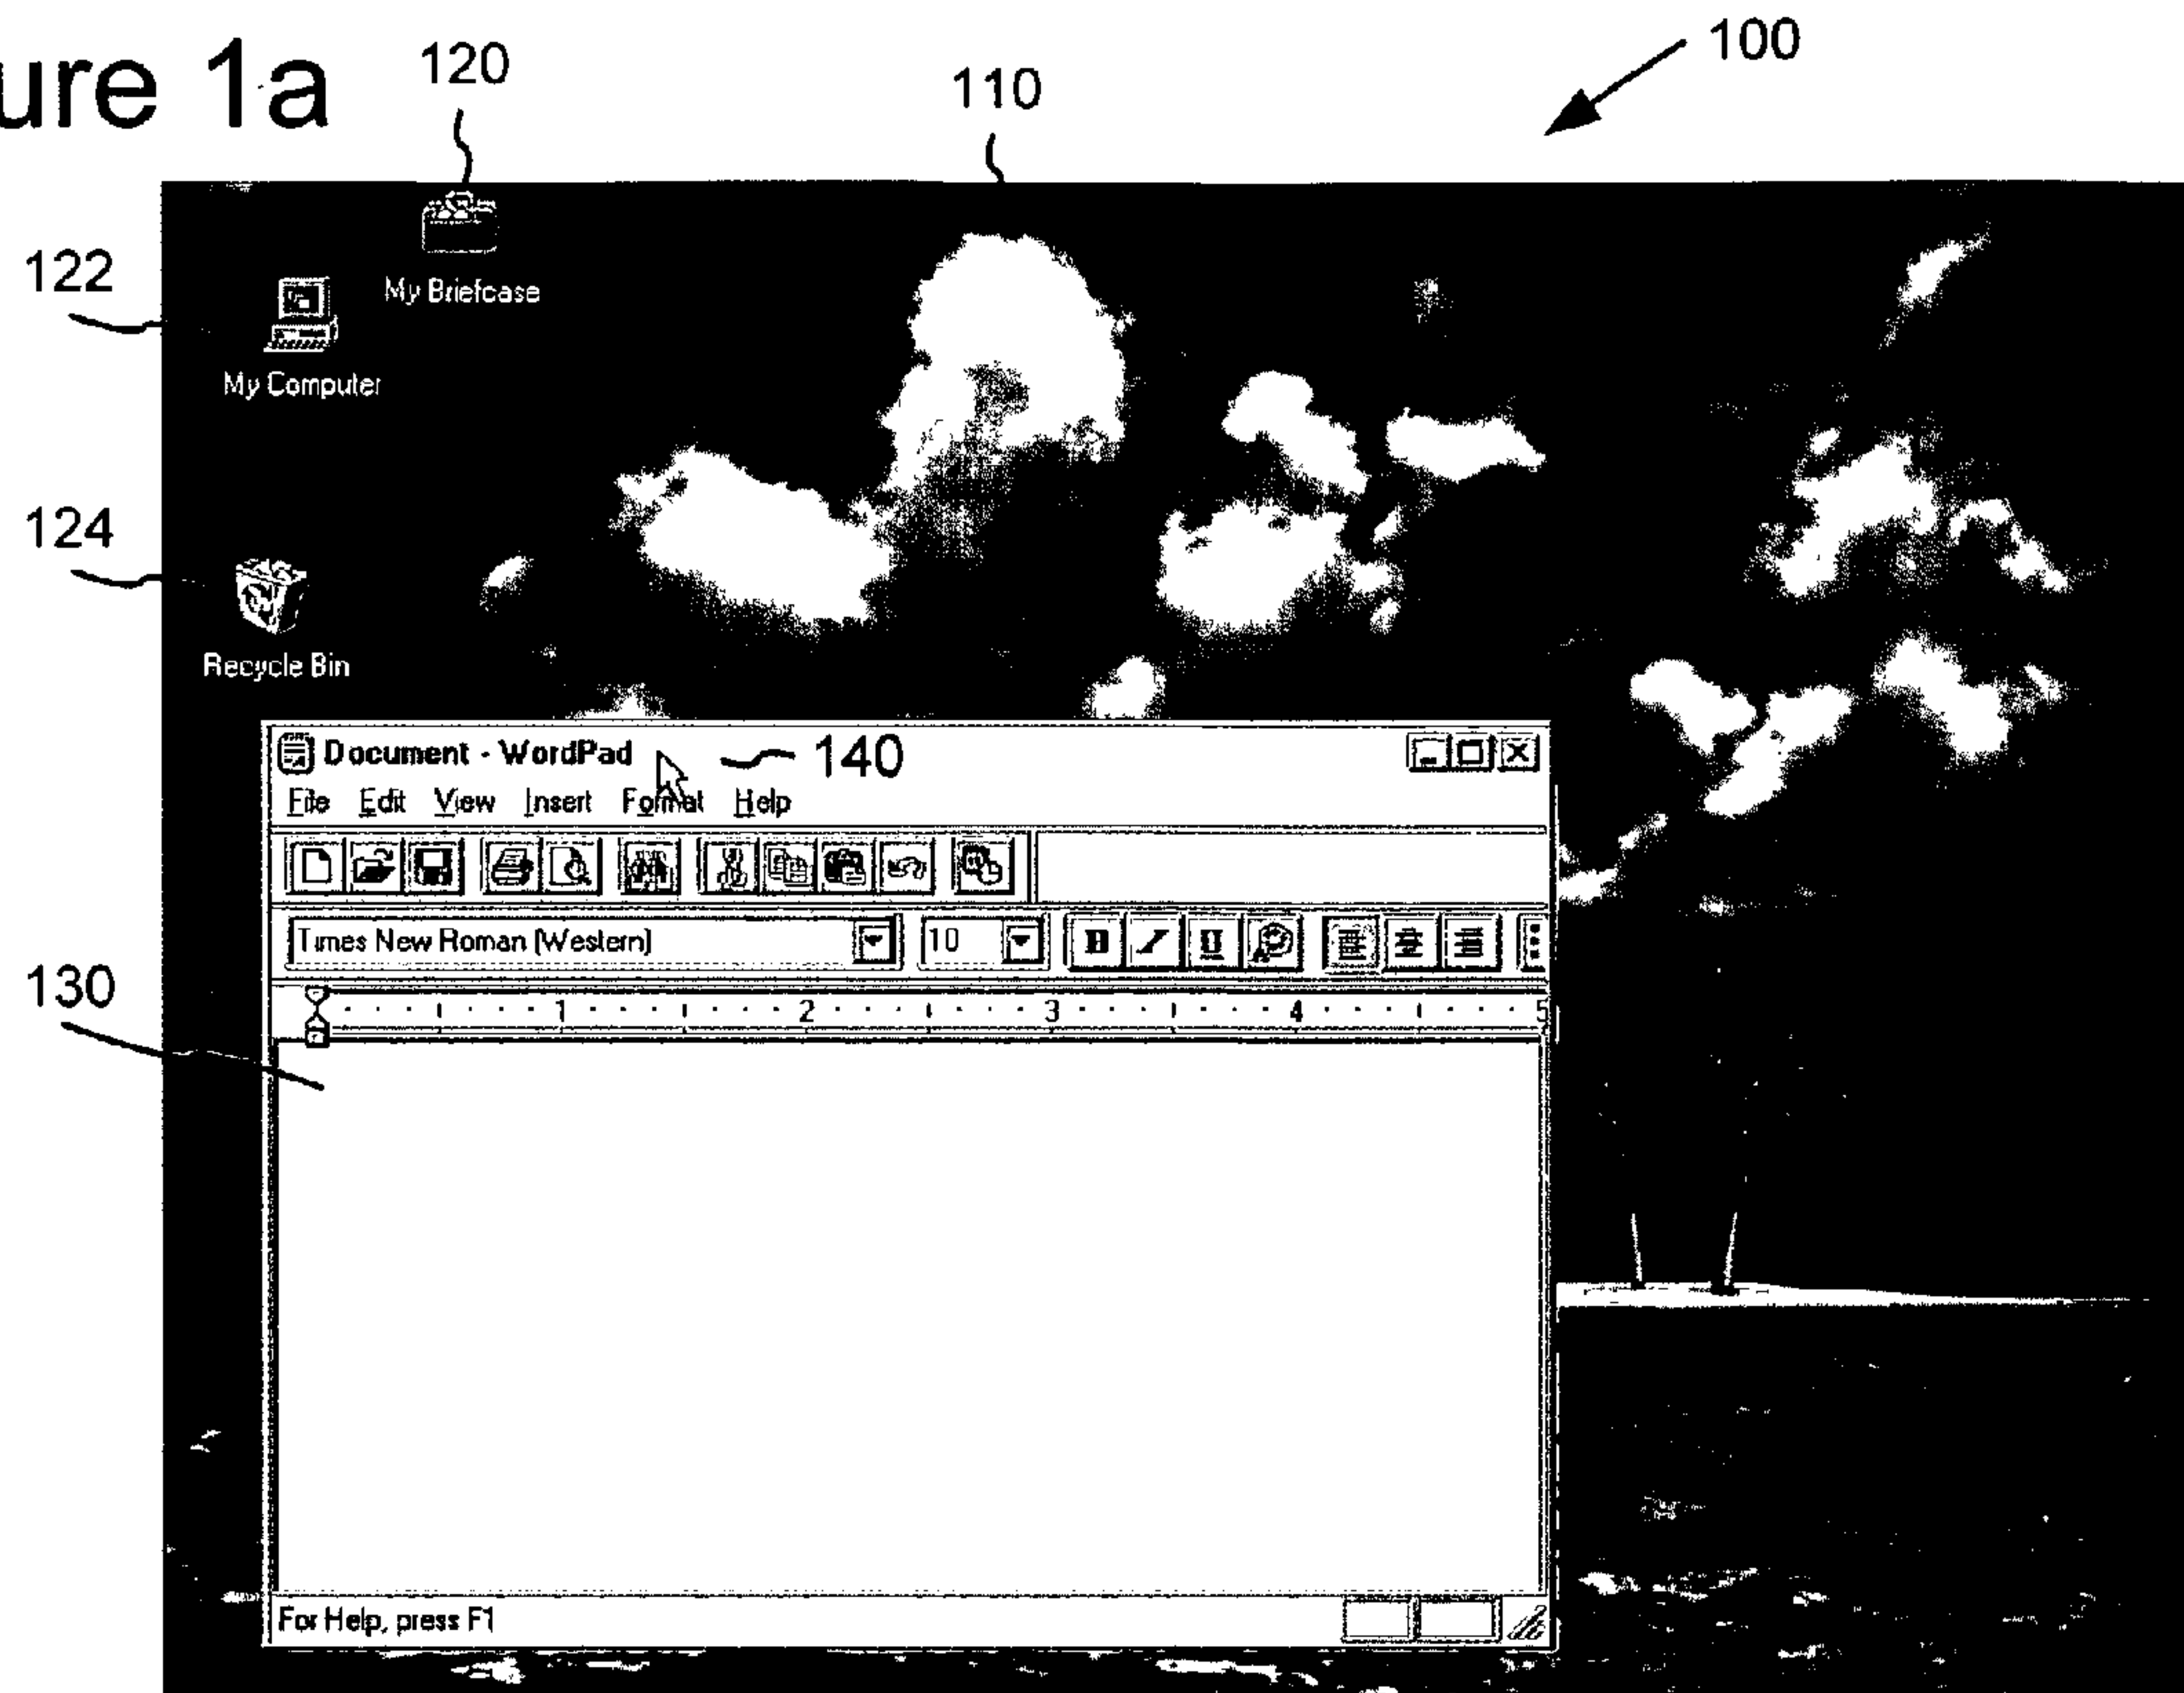 ure 1a
120
110
100
122
My Briefcase
My Computer
124
Recycle Bin
Document - WordPad
140
File Edit View Insert Format Help
Times New Roman (Western)
10
B I U
130
1 2 3 4 5
For Help, press F1